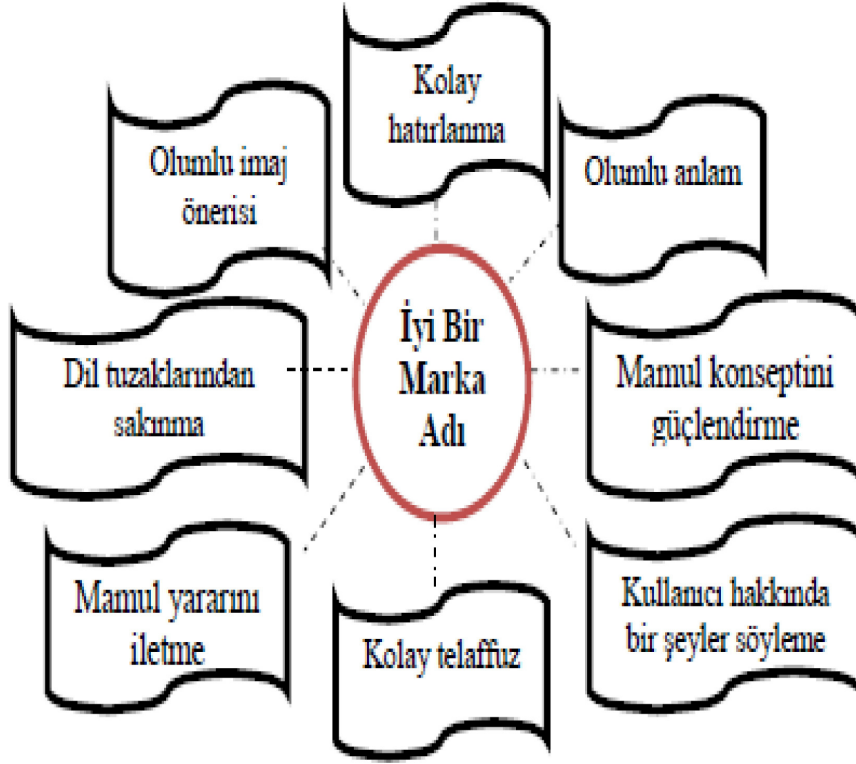 Kolay
hatırlanma
Olumlu imaj
önerisi
Olumlu anlam
İyi Bir
Marka
Adı
Dil tuzaklarından
sakınma
Mamul konseptini
güçlendirme
Mamul yararını
iletme
Kolay telaffuz
Kullanıcı hakkında
bir şeyler söyleme